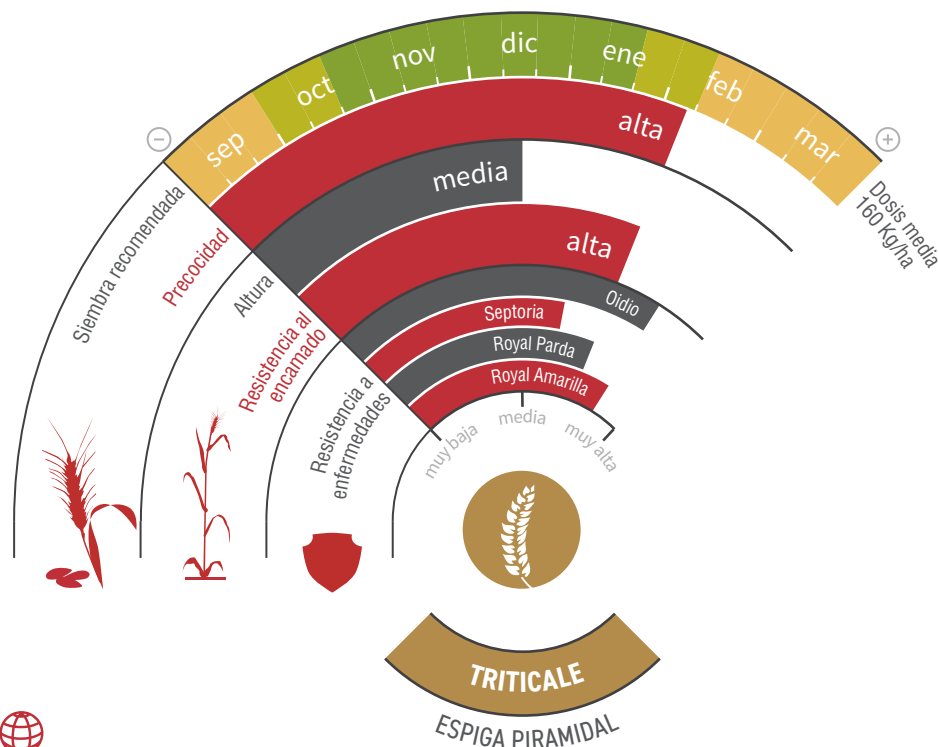 sep
oct
nov
dic
ene
feb
mar
Dosis media
160 Kg/ha
Siembra recomendada
Precocidad
alta
Altura
media
Resistencia al
encamado
alta
Resistencia a
enfermedades
Oidio
Septoria
Royal Parda
Royal Amarilla
muy baja
media
muy alta
TRITICALE
ESPIGA PIRAMIDAL